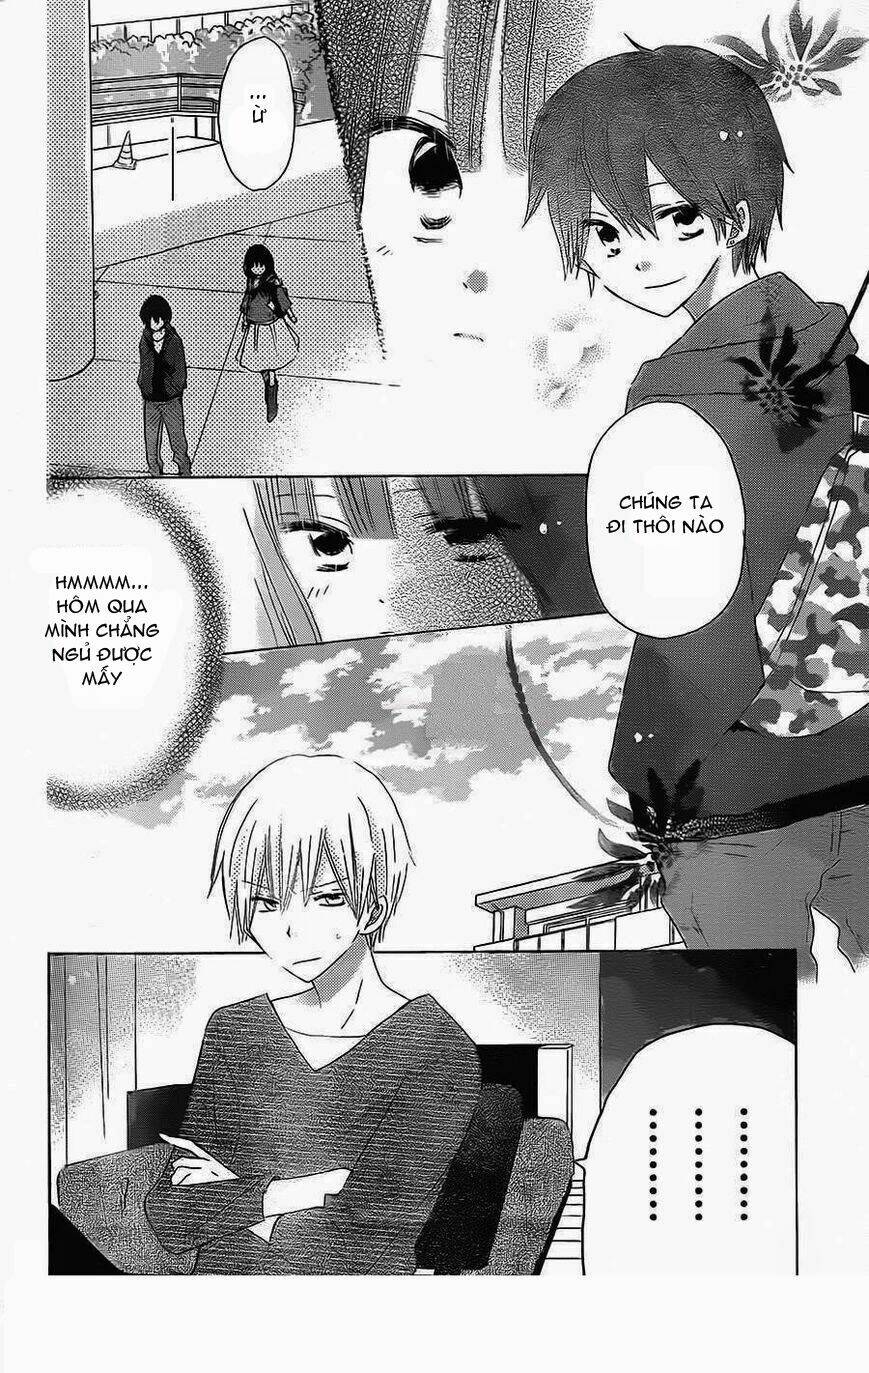 CHÚNG TA
ĐI THÔI NÀO
...
Ừ
HMMMM...
HÔM QUA
MÌNH CHẲNG
NGỦ ĐƯỢC
MẤY
.............
.............
.............